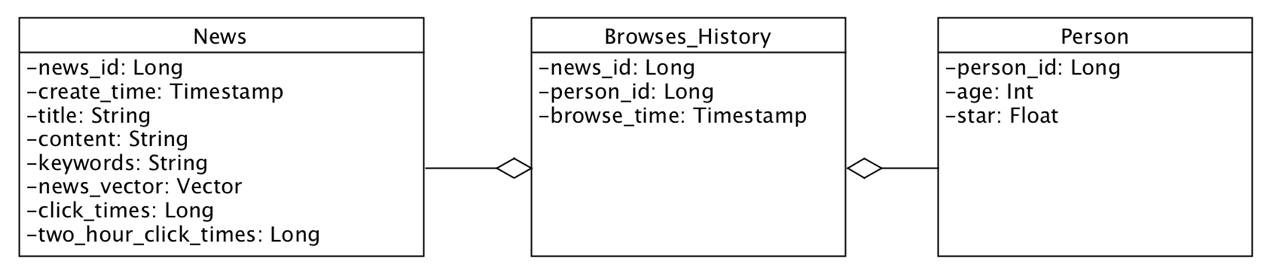 News
-news_id: Long
-create_time: Timestamp
-title: String
-content: String
-keywords: String
-news_vector: Vector
-click_times: Long
-two_hour_click_times: Long
Browses_History
-news_id: Long
-person_id: Long
-browse_time: Timestamp
Person
-person_id: Long
-age: Int
-star: Float